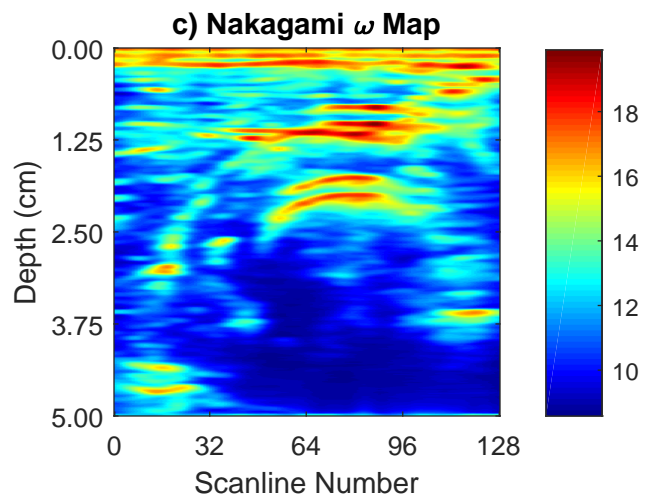 c) Nakagami ω Map
0.00
1.25
2.50
3.75
5.00
Depth (cm)
0 32 64 96 128
Scanline Number
18
16
14
12
10